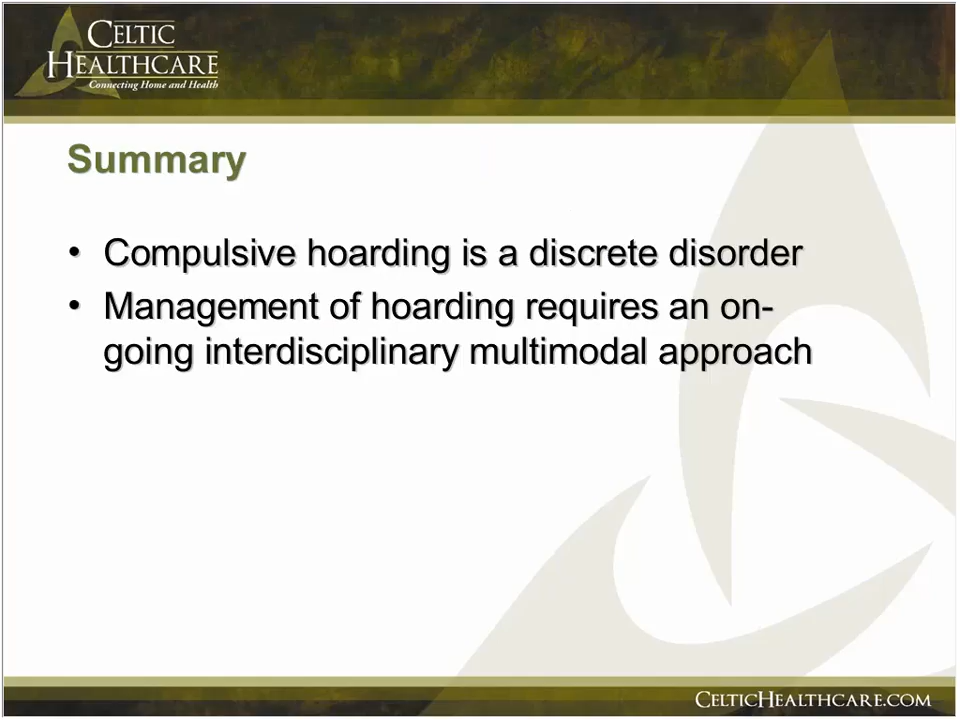 CELTIC
HEALTHCARE
Connecting Home and Health
Summary
• Compulsive hoarding is a discrete disorder
• Management of hoarding requires an on-
going interdisciplinary multimodal approach
CELTICHEALTHCARE.COM